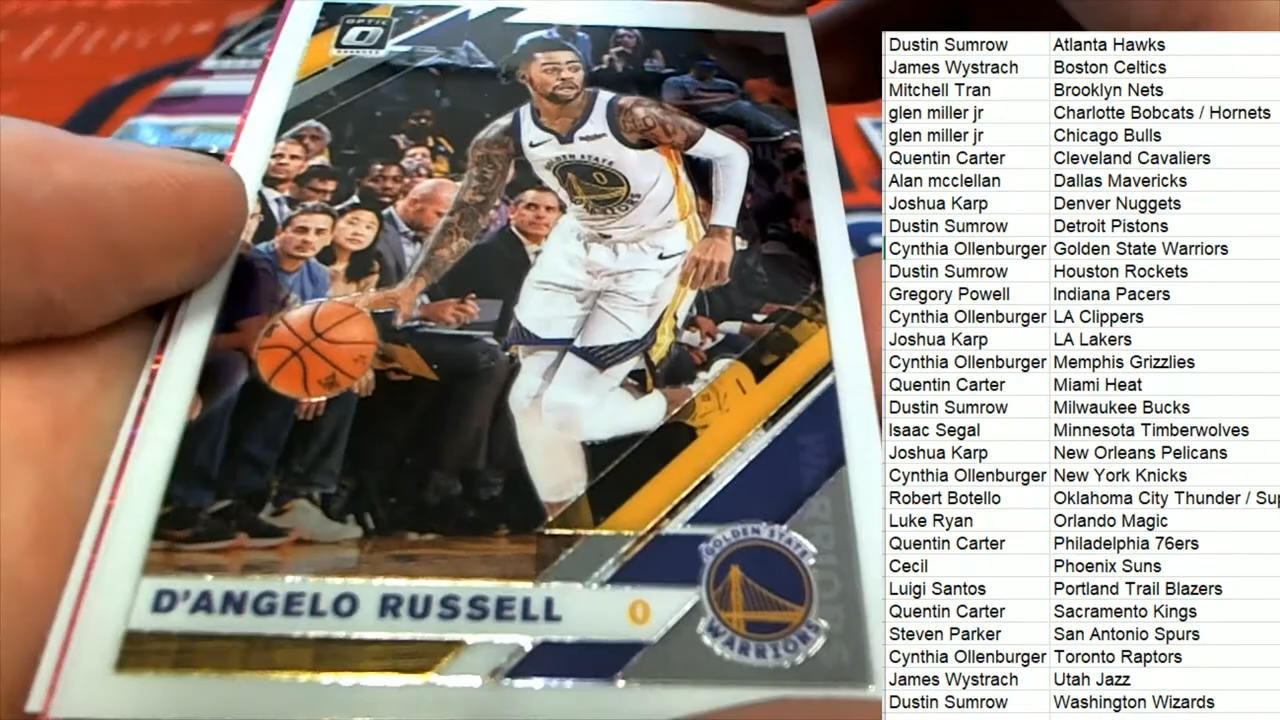 OPTIC
D'ANGELO RUSSELL 0
GOLDEN STATE
WARRIORS
GOLDEN STATE
0
WARRIORS
Dustin Sumrow Atlanta Hawks
James Wystrach Boston Celtics
Mitchell Tran Brooklyn Nets
glen miller jr Charlotte Bobcats / Hornets
glen miller jr Chicago Bulls
Quentin Carter Cleveland Cavaliers
Alan mcclellan Dallas Mavericks
Joshua Karp Denver Nuggets
Dustin Sumrow Detroit Pistons
Cynthia Ollenburger Golden State Warriors
Dustin Sumrow Houston Rockets
Gregory Powell Indiana Pacers
Cynthia Ollenburger LA Clippers
Joshua Karp LA Lakers
Cynthia Ollenburger Memphis Grizzlies
Quentin Carter Miami Heat
Dustin Sumrow Milwaukee Bucks
Isaac Segal Minnesota Timberwolves
Joshua Karp New Orleans Pelicans
Cynthia Ollenburger New York Knicks
Robert Botello Oklahoma City Thunder / Su
Luke Ryan Orlando Magic
Quentin Carter Philadelphia 76ers
Cecil Phoenix Suns
Luigi Santos Portland Trail Blazers
Quentin Carter Sacramento Kings
Steven Parker San Antonio Spurs
Cynthia Ollenburger Toronto Raptors
James Wystrach Utah Jazz
Dustin Sumrow Washington Wizards